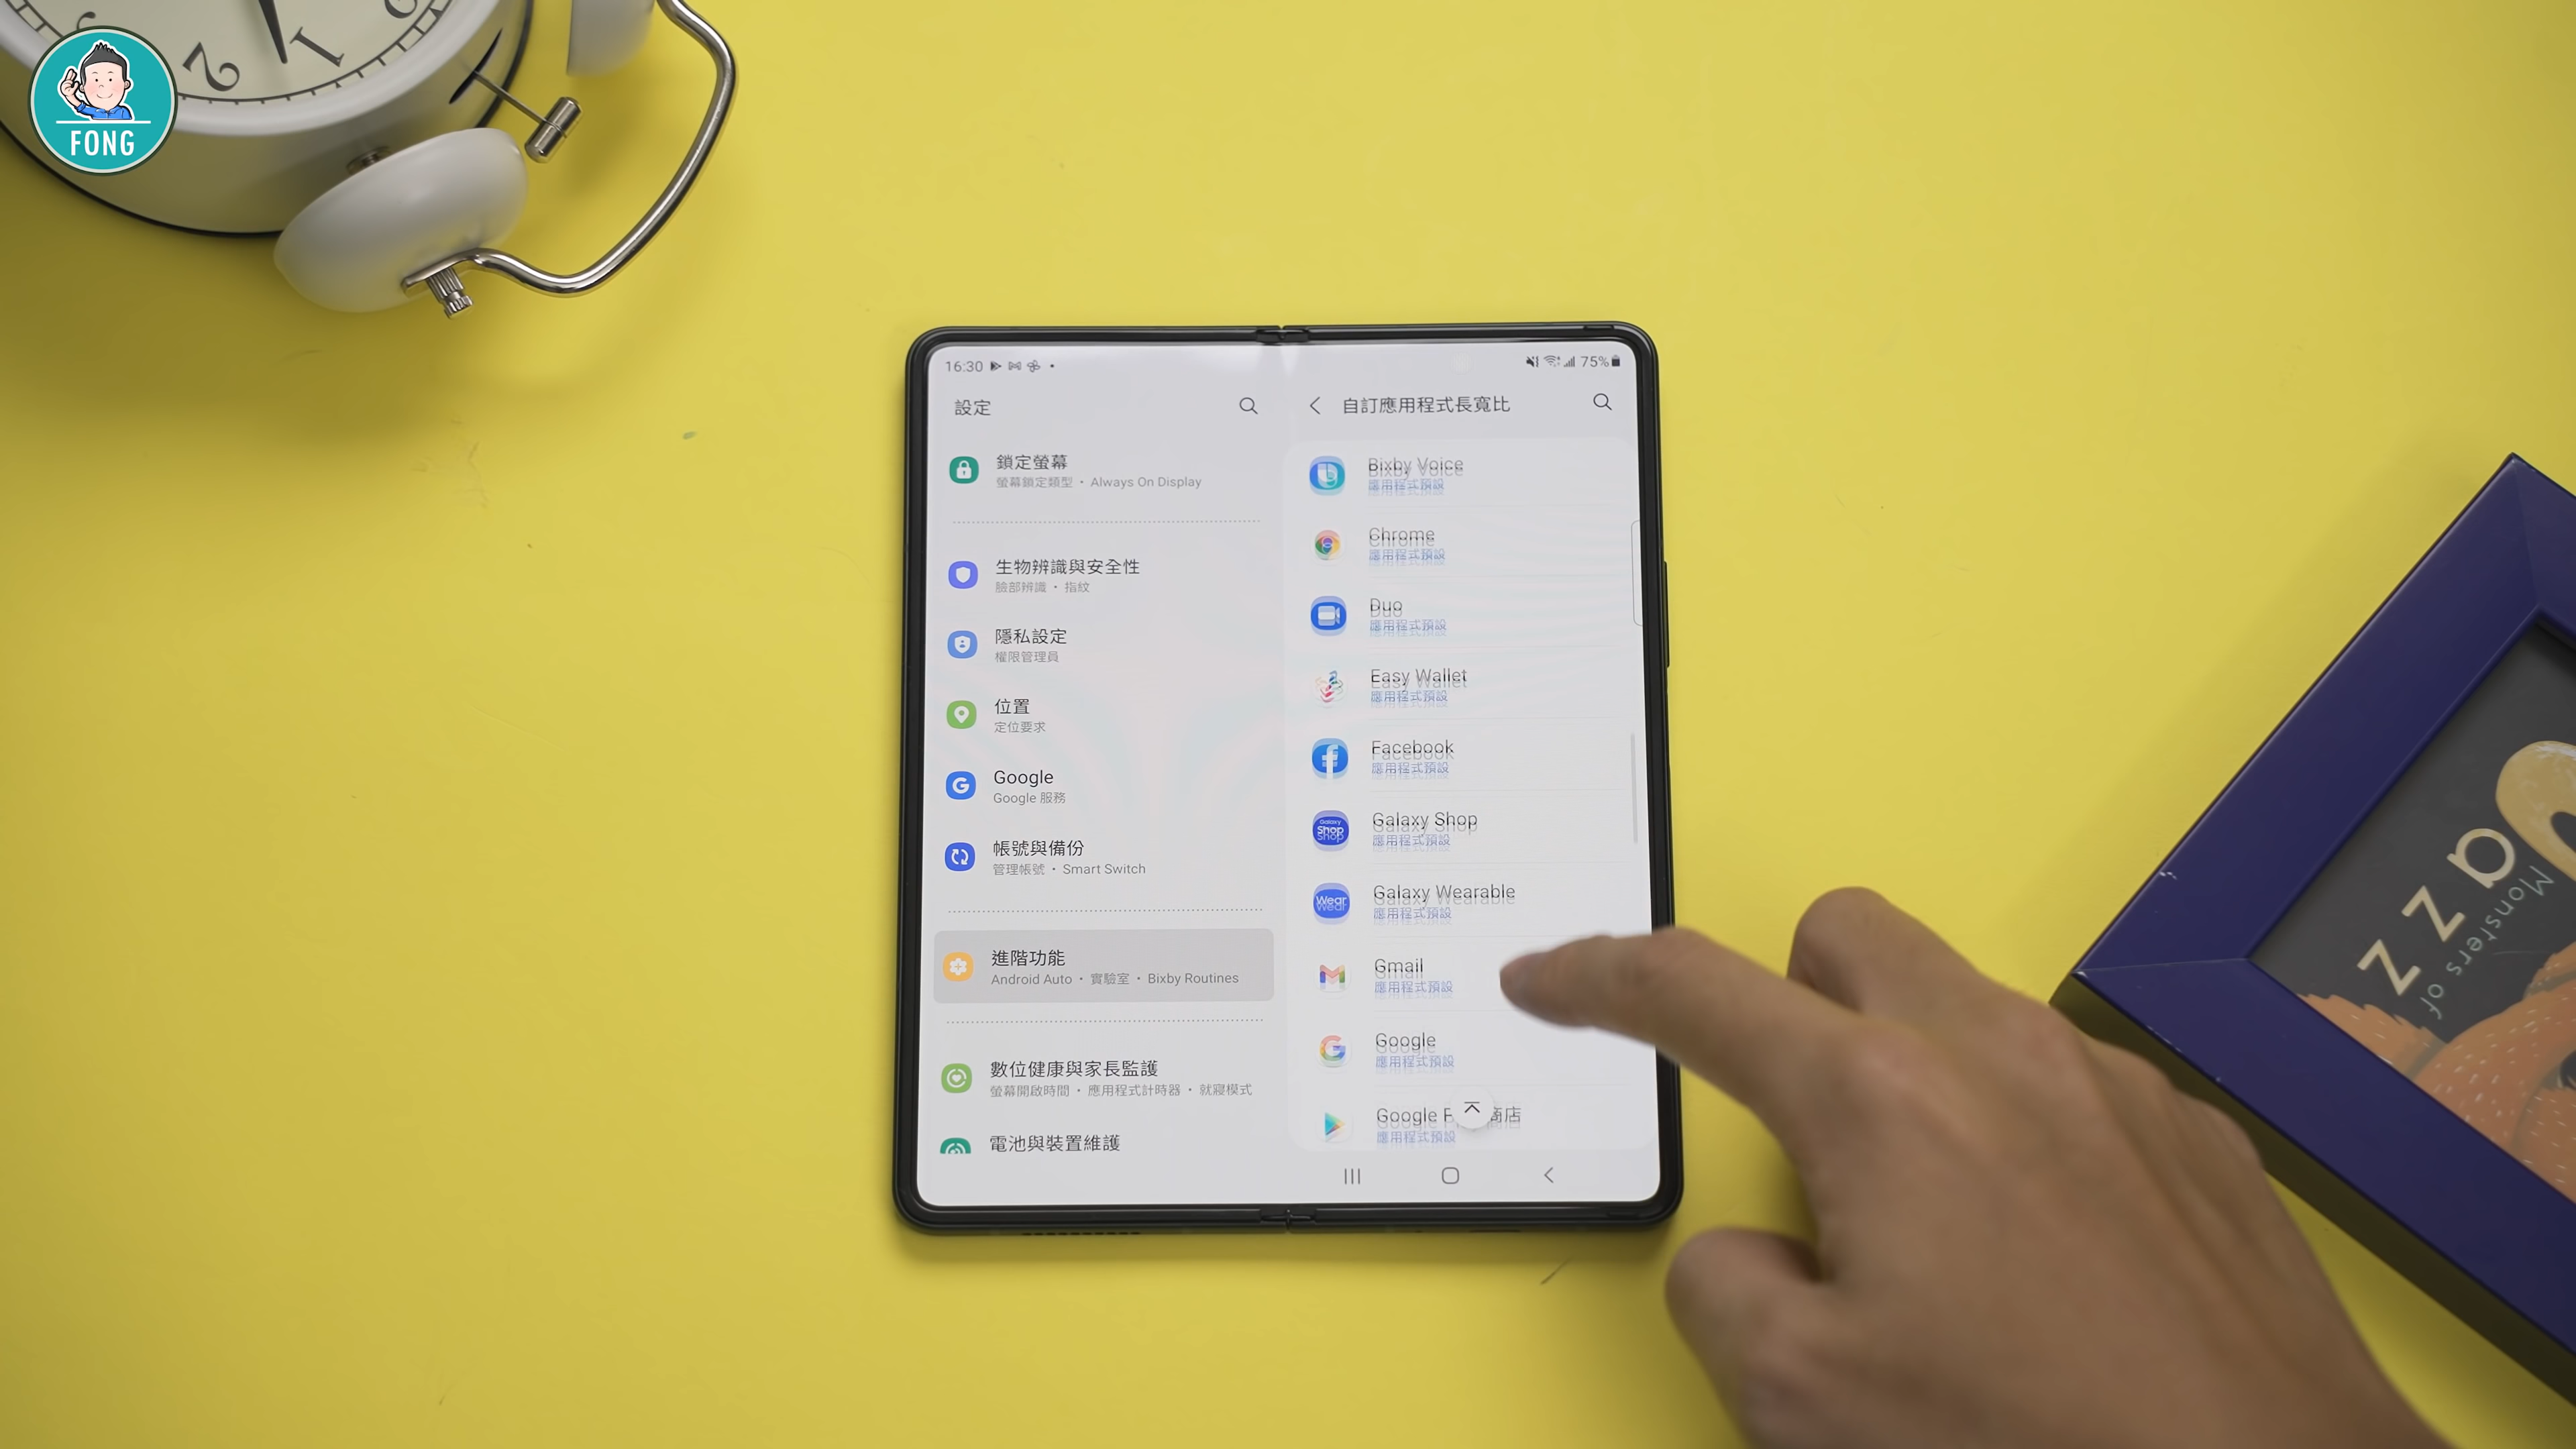 FONG
2
1
16:30
75%
設定
鎖定螢幕
螢幕鎖定類型 · Always On Display
生物辨識與安全性
臉部辨識 · 指紋
隱私設定
權限管理員
位置
定位要求
Google
Google 服務
帳號與備份
管理帳號 · Smart Switch
進階功能
Android Auto · 實驗室 · Bixby Routines
數位健康與家長監護
螢幕開啟時間 · 應用程式計時器 · 就寢模式
電池與裝置維護
自訂應用程式長寬比
Bixby Voice
應用程式預設
Chrome
應用程式預設
Duo
應用程式預設
Easy Wallet
應用程式預設
Facebook
應用程式預設
Galaxy Shop
應用程式預設
Wear
Galaxy Wearable
應用程式預設
Gmail
應用程式預設
Google
應用程式預設
Google 商店
應用程式預設
Monsters of